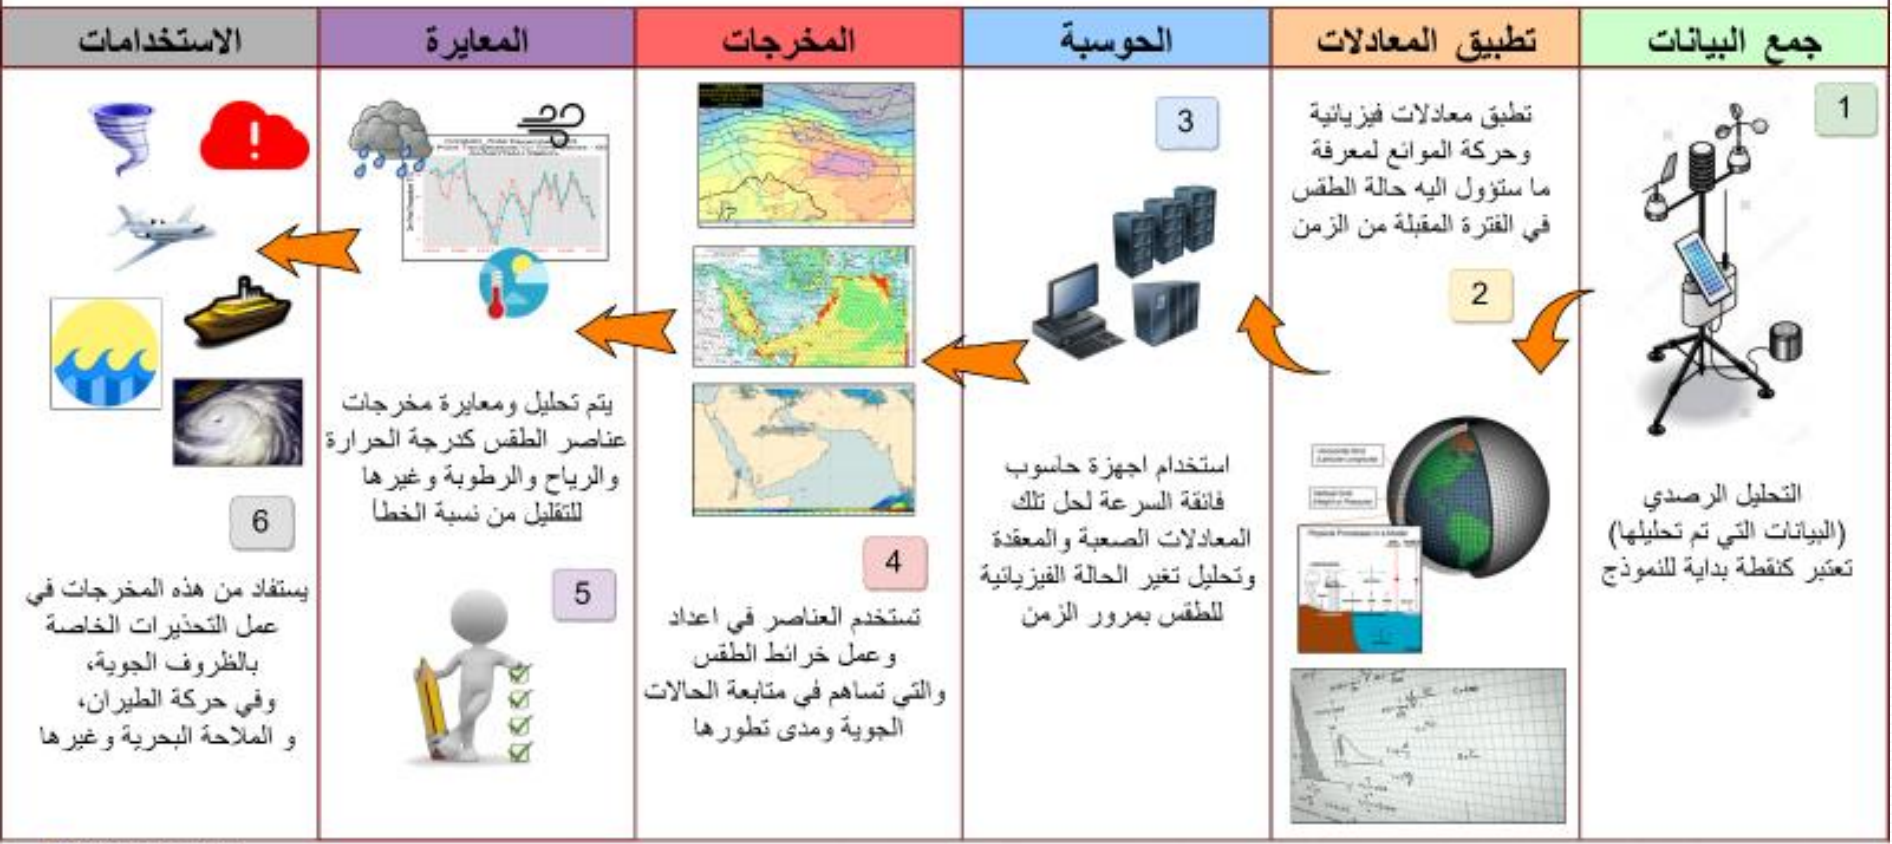 جمع البيانات
تطبيق المعادلات
الحوسبة
المخرجات
المعايرة
الاستخدامات
1
التحليل الرصدي
(البيانات التي تم تحليلها)
تعتبر كنقطة بداية للنموذج
تطبق معادلات فيزيائية
وحركة الموائع لمعرفة
ما ستؤول اليه حالة الطقس
في الفترة المقبلة من الزمن
2
3
استخدام اجهزة حاسوب
فائقة السرعة لحل تلك
المعادلات الصعبة والمعقدة
وتحليل تغير الحالة الفيزيائية
للطقس بمرور الزمن
4
تستخدم العناصر في اعداد
وعمل خرائط الطقس
والتي تساهم في متابعة الحالات
الجوية ومدى تطورها
يتم تحليل ومعايرة مخرجات
عناصر الطقس كدرجة الحرارة
والرياح والرطوبة وغيرها
للتقليل من نسبة الخطأ
5
6
يستفاد من هذه المخرجات في
عمل التحذيرات الخاصة
بالظروف الجوية،
وفي حركة الطيران،
و الملاحة البحرية وغيرها